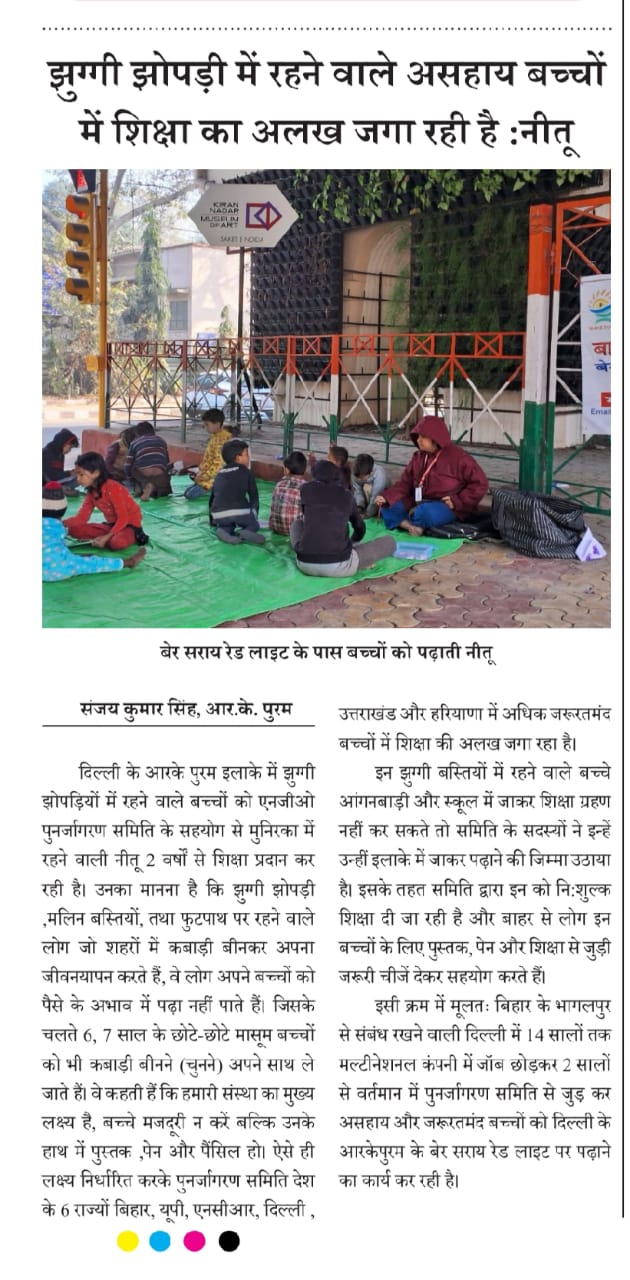 झुग्गी झोपड़ी में रहने वाले असहाय बच्चों
में शिक्षा का अलख जगा रही है :नीतू
KIRAN
NADAR
MUSEUM
OF ART
SAKET | NOIDA
बा
बे
Email
बेर सराय रेड लाइट के पास बच्चों को पढ़ाती नीतू
संजय कुमार सिंह, आर.के. पुरम
दिल्ली के आरके पुरम इलाके में झुग्गी
झोपड़ियों में रहने वाले बच्चों को एनजीओ
पुनर्जागरण समिति के सहयोग से मुनिरका में
रहने वाली नीतू 2 वर्षों से शिक्षा प्रदान कर
रही है। उनका मानना है कि झुग्गी झोपड़ी
,मलिन बस्तियों, तथा फुटपाथ पर रहने वाले
लोग जो शहरों में कबाड़ी बीनकर अपना
जीवनयापन करते हैं, वे लोग अपने बच्चों को
पैसे के अभाव में पढ़ा नहीं पाते हैं। जिसके
चलते 6, 7 साल के छोटे-छोटे मासूम बच्चों
को भी कबाड़ी बीनने (चुनने) अपने साथ ले
जाते हैं। वे कहती हैं कि हमारी संस्था का मुख्य
लक्ष्य है, बच्चे मजदूरी न करें बल्कि उनके
हाथ में पुस्तक ,पेन और पैंसिल हो। ऐसे ही
लक्ष्य निर्धारित करके पुनर्जागरण समिति देश
के 6 राज्यों बिहार, यूपी, एनसीआर, दिल्ली ,
उत्तराखंड और हरियाणा में अधिक जरूरतमंद
बच्चों में शिक्षा की अलख जगा रहा है।
इन झुग्गी बस्तियों में रहने वाले बच्चे
आंगनबाड़ी और स्कूल में जाकर शिक्षा ग्रहण
नहीं कर सकते तो समिति के सदस्यों ने इन्हें
उन्हीं इलाके में जाकर पढ़ाने की जिम्मा उठाया
है। इसके तहत समिति द्वारा इन को नि:शुल्क
शिक्षा दी जा रही है और बाहर से लोग इन
बच्चों के लिए पुस्तक, पेन और शिक्षा से जुड़ी
जरूरी चीजें देकर सहयोग करते हैं।
इसी क्रम में मूलतः बिहार के भागलपुर
से संबंध रखने वाली दिल्ली में 14 सालों तक
मल्टीनेशनल कंपनी में जॉब छोड़कर 2 सालों
से वर्तमान में पुनर्जागरण समिति से जुड़ कर
असहाय और जरूरतमंद बच्चों को दिल्ली के
आरकेपुरम के बेर सराय रेड लाइट पर पढ़ाने
का कार्य कर रही है।